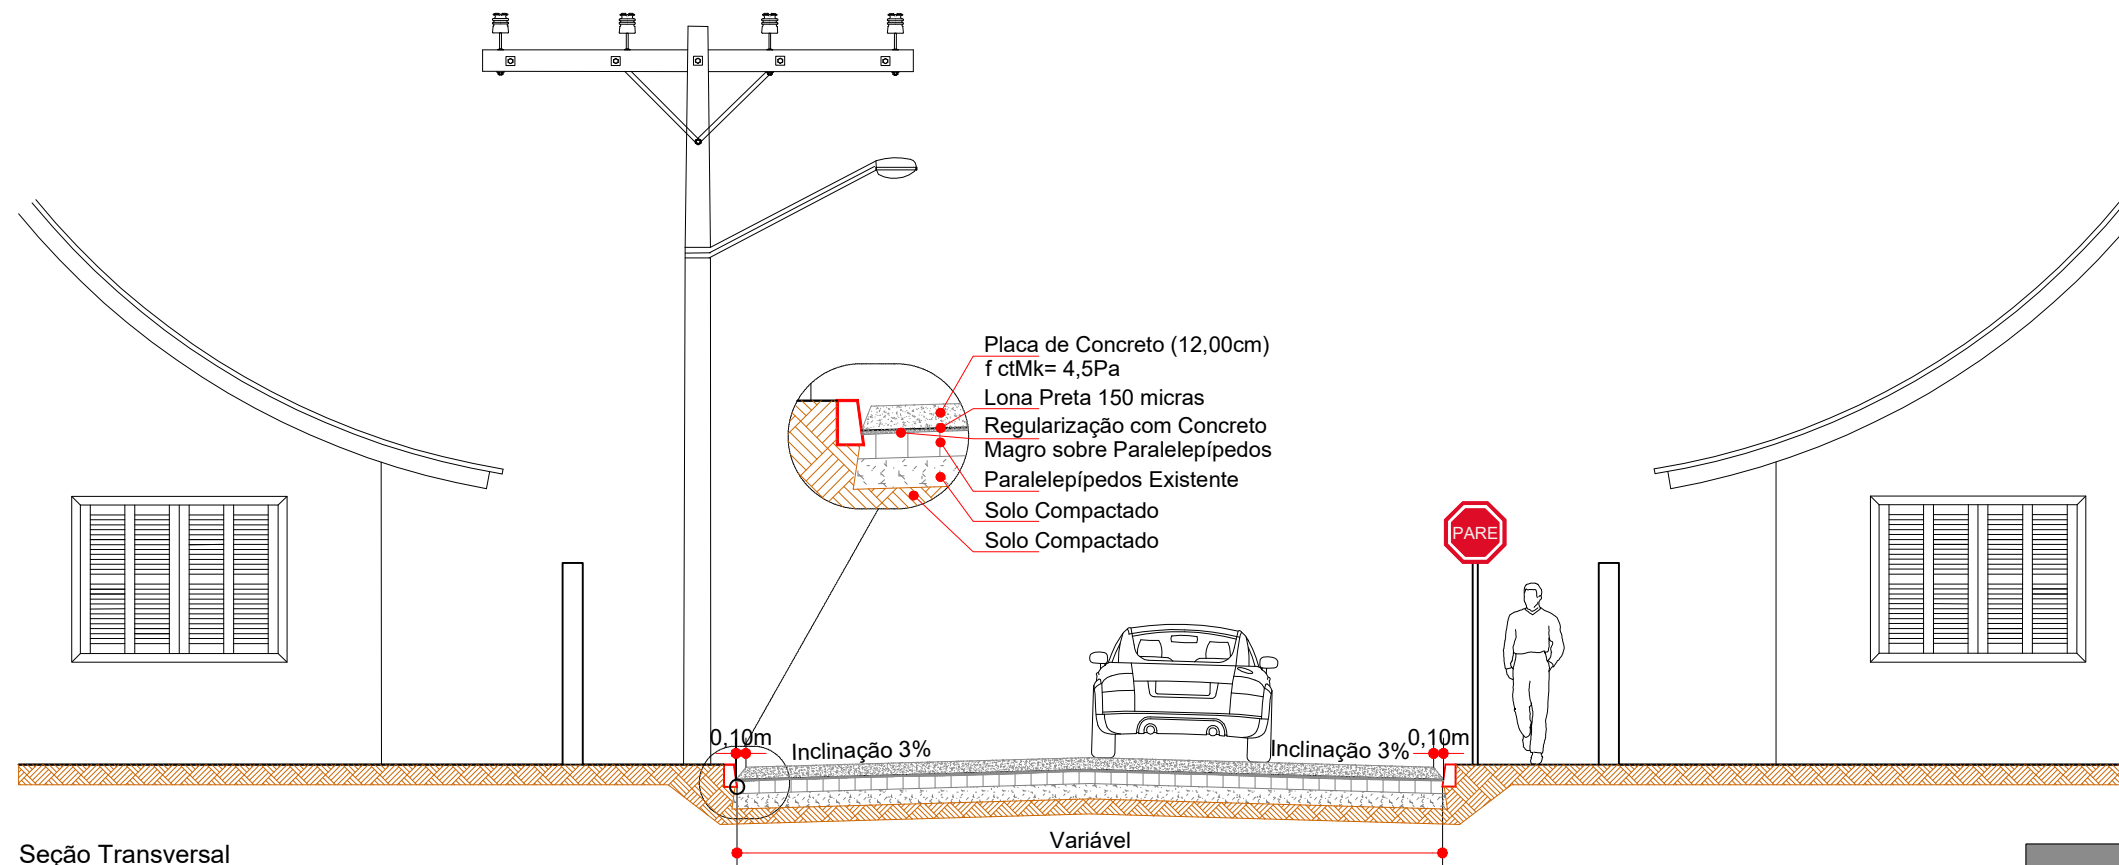 Placa de Concreto (12,00cm)
f ctMk= 4,5Pa
Lona Preta 150 micras
Regularização com Concreto
Magro sobre Paralelepípedos
Paralelepípedos Existente
Solo Compactado
Solo Compactado
PARE
0,10m
Inclinação 3%
Inclinação 3%
0,10m
Variável
Seção Transversal